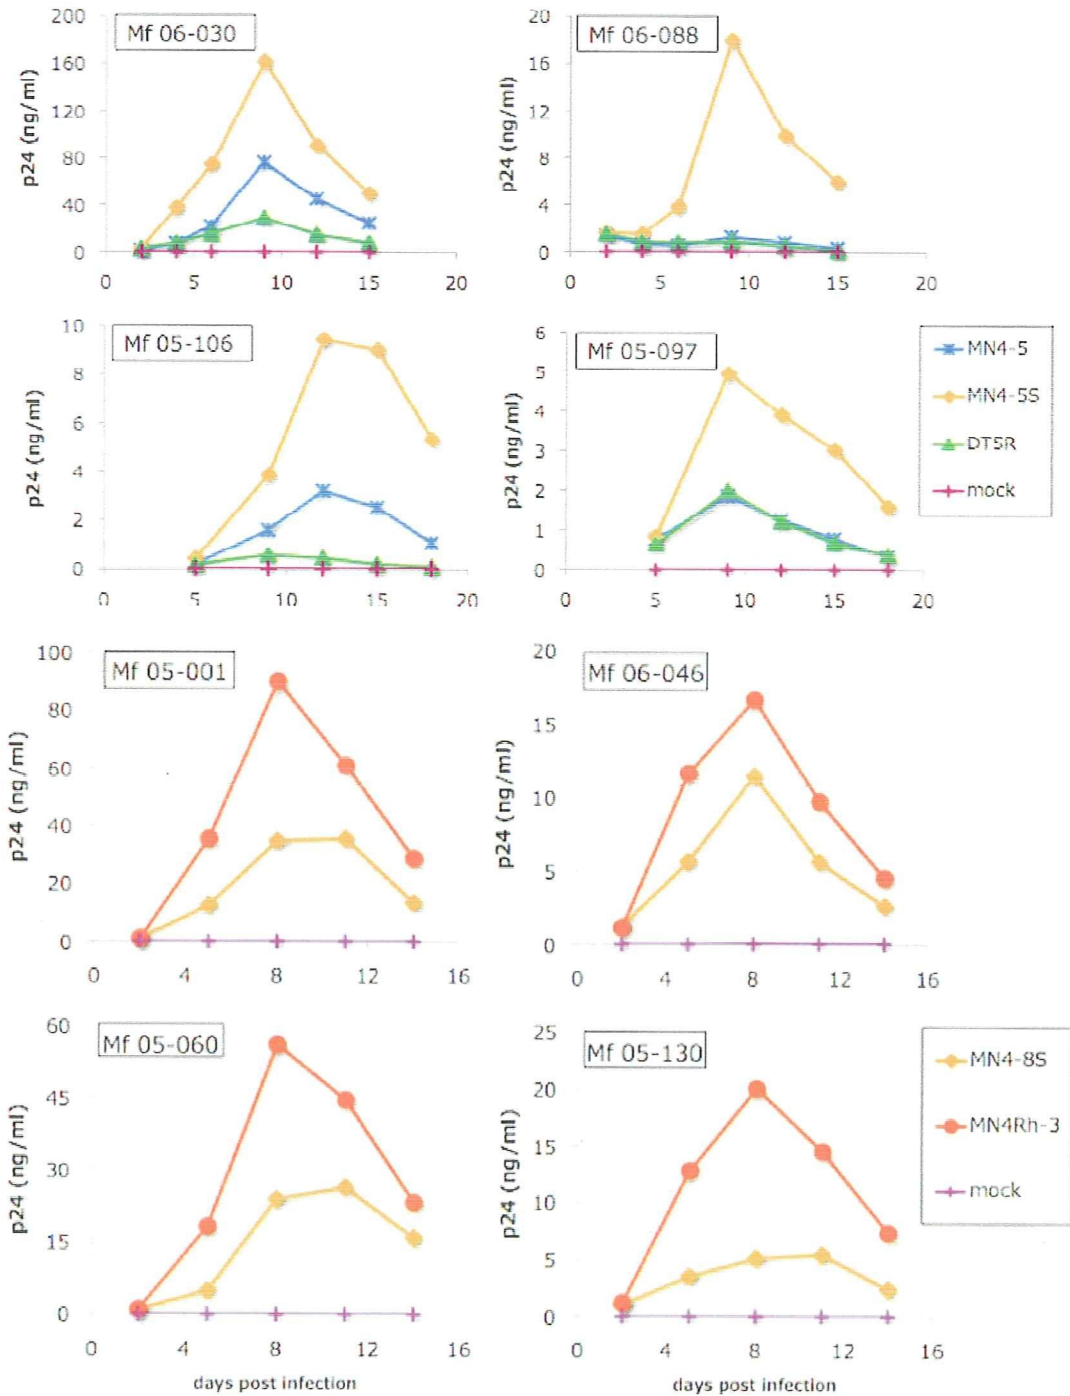 Mf 06-030
p24 (ng/ml)
200
160
120
80
40
0
0 5 10 15 20
Mf 06-088
p24 (ng/ml)
20
16
12
8
4
0
0 5 10 15 20
Mf 05-106
p24 (ng/ml)
10
8
6
4
2
0
0 5 10 15 20
Mf 05-097
p24 (ng/ml)
6
5
4
3
2
1
0
0 5 10 15 20
MN4-5
MN4-5S
DT5R
mock
Mf 05-001
p24 (ng/ml)
100
80
60
40
20
0
0 4 8 12 16
Mf 06-046
p24 (ng/ml)
20
15
10
5
0
0 4 8 12 16
Mf 05-060
p24 (ng/ml)
60
45
30
15
0
0 4 8 12 16
days post infection
Mf 05-130
p24 (ng/ml)
25
20
15
10
5
0
0 4 8 12 16
days post infection
MN4-8S
MN4Rh-3
mock